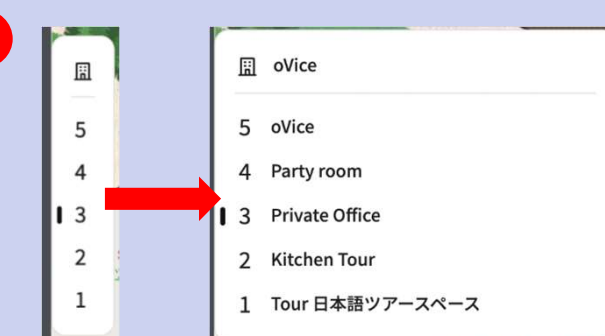 5
4
3
2
1
oVice
5 oVice
4 Party room
3 Private Office
2 Kitchen Tour
1 Tour 日本語ツアースペース